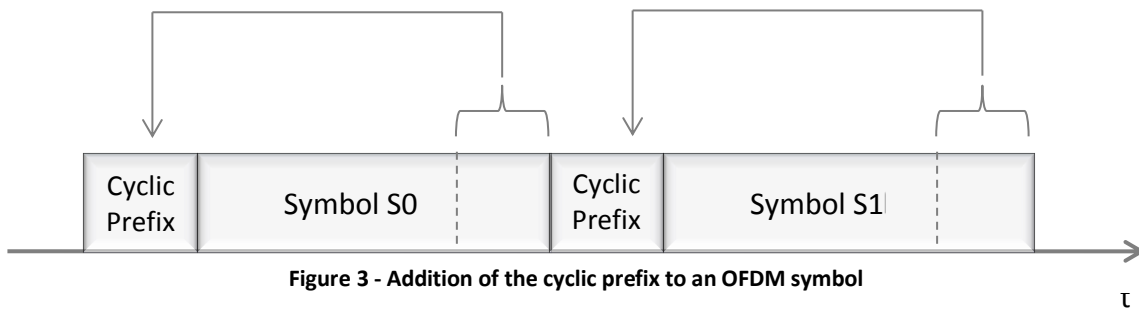 Cyclic
Prefix
Symbol S0
Cyclic
Prefix
Symbol S1
Figure 3 - Addition of the cyclic prefix to an OFDM symbol
τ